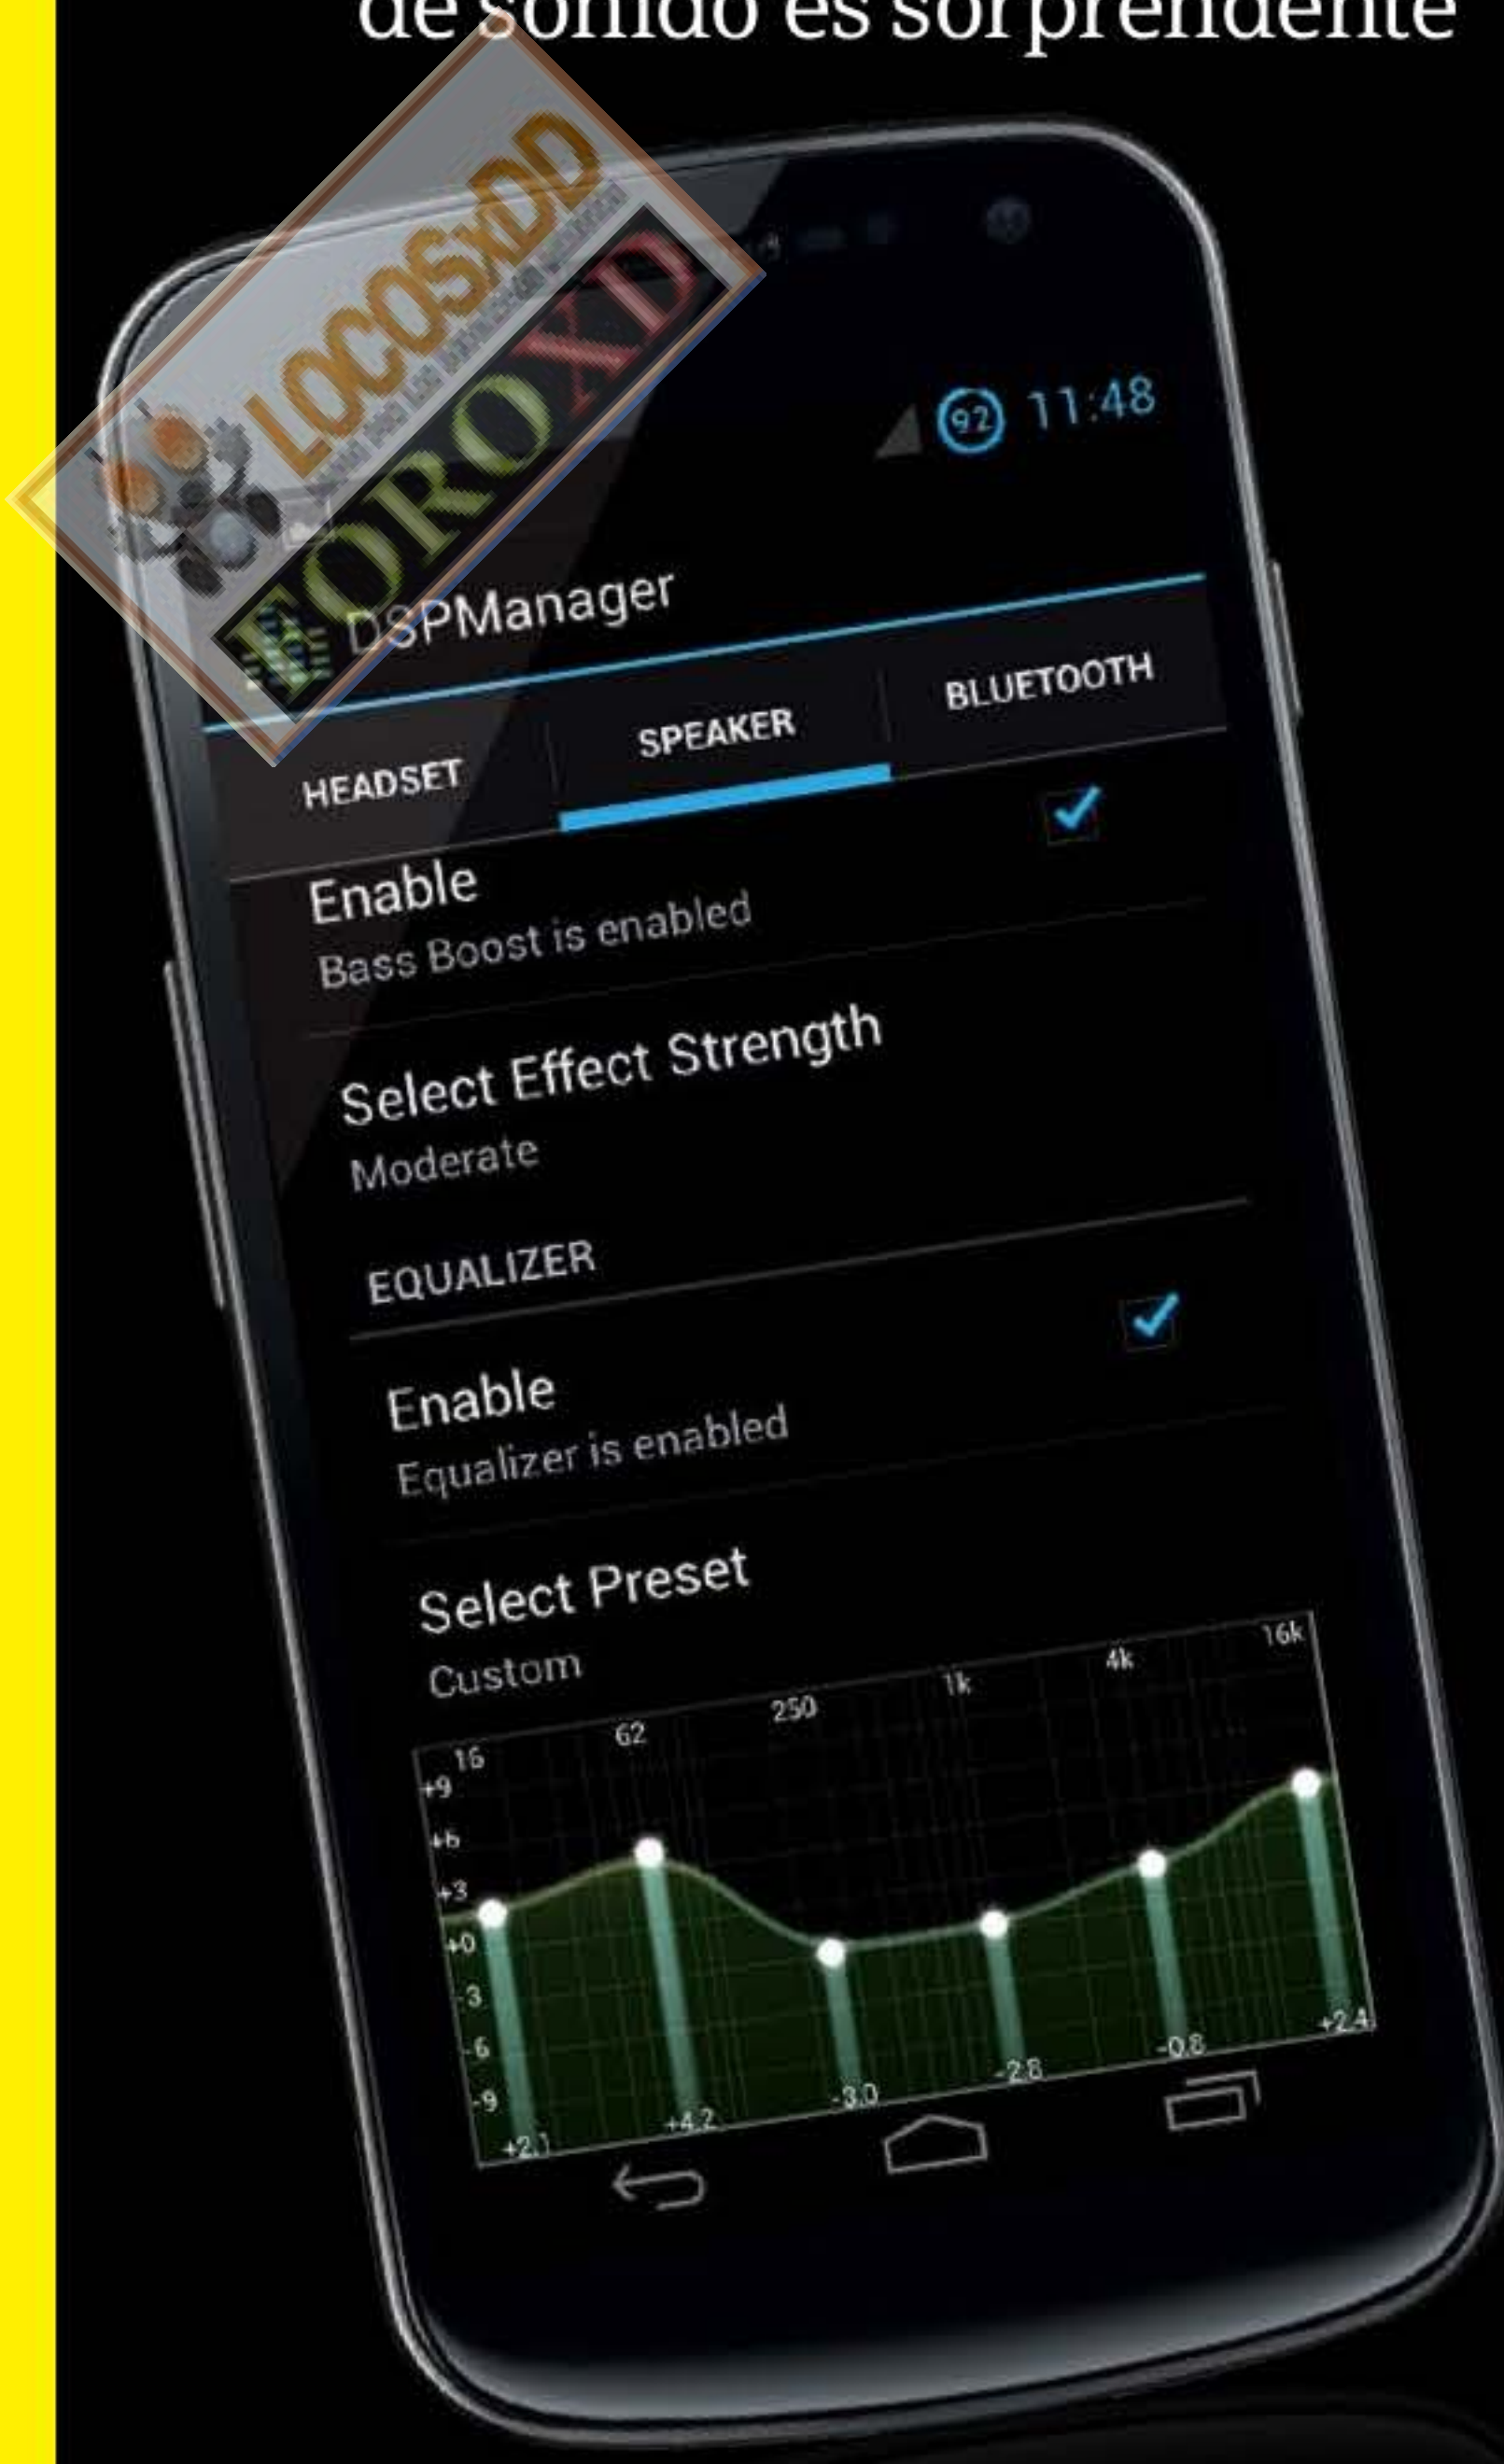 de sonido es sorprendente
LOCOSxDD
FOROXD
92 11:48
DSPManager
HEADSET SPEAKER BLUETOOTH
Enable
Bass Boost is enabled
Select Effect Strength
Moderate
EQUALIZER
Enable
Equalizer is enabled
Select Preset
Custom
16 62 250 1k 4k 16k
+9
+6
+3
+0
-3
-6
-9
+2.1 +4.2 -3.0 -2.8 -0.8 +2.4